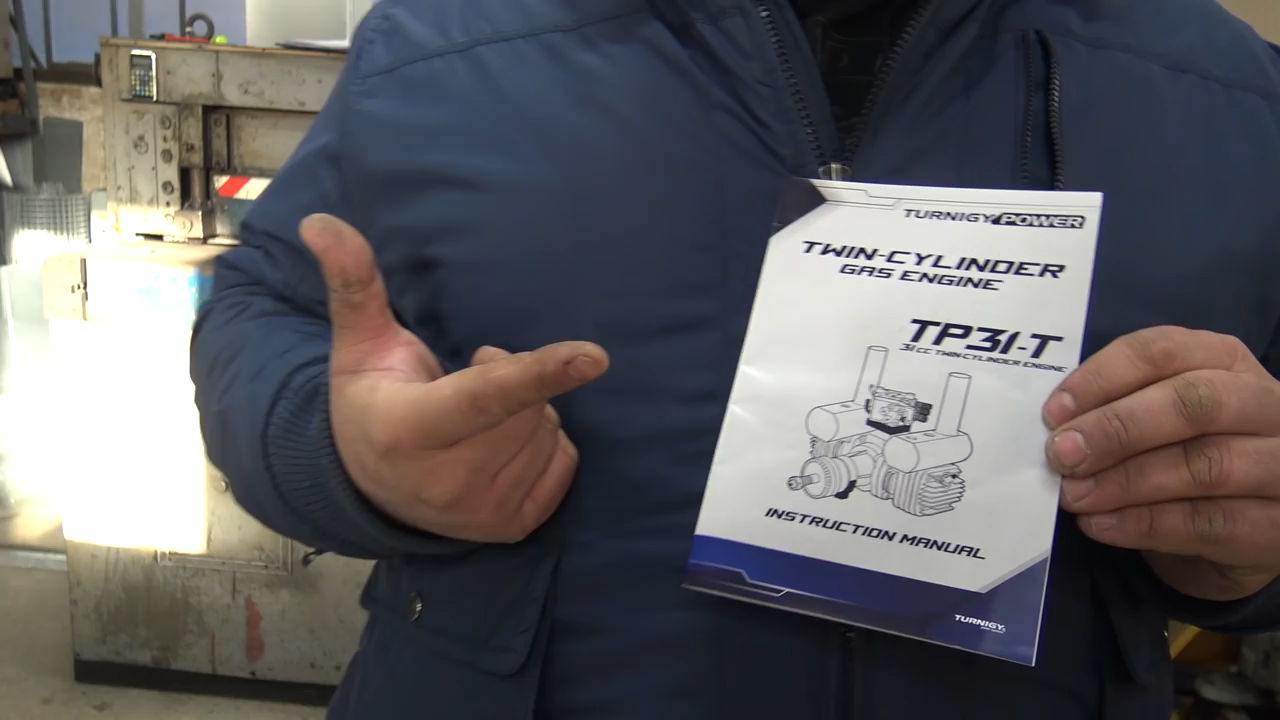 TURNIGY POWER
TWIN-CYLINDER
GAS ENGINE
TP31-T
31 CC TWIN-CYLINDER ENGINE
INSTRUCTION MANUAL
TURNIGY